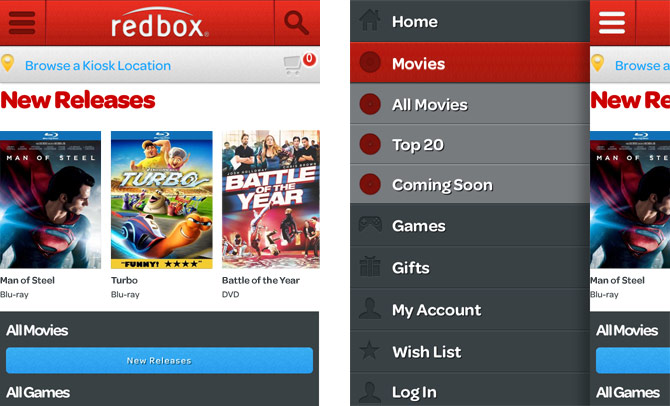 redbox
Browse a Kiosk Location
0
New Releases
MAN OF STEEL
TURBO
"FUNNY!
BATTLE
OF THE
YEAR
Man of Steel
Blu-ray
Turbo
Blu-ray
Battle of the Year
DVD
All Movies
New Releases
All Games
Home
Movies
All Movies
Top 20
Coming Soon
Games
Gifts
My Account
Wish List
Log In
Browse a
New Re
MAN OF STEEL
Man of Steel
Blu-ray
All Movies
All Games